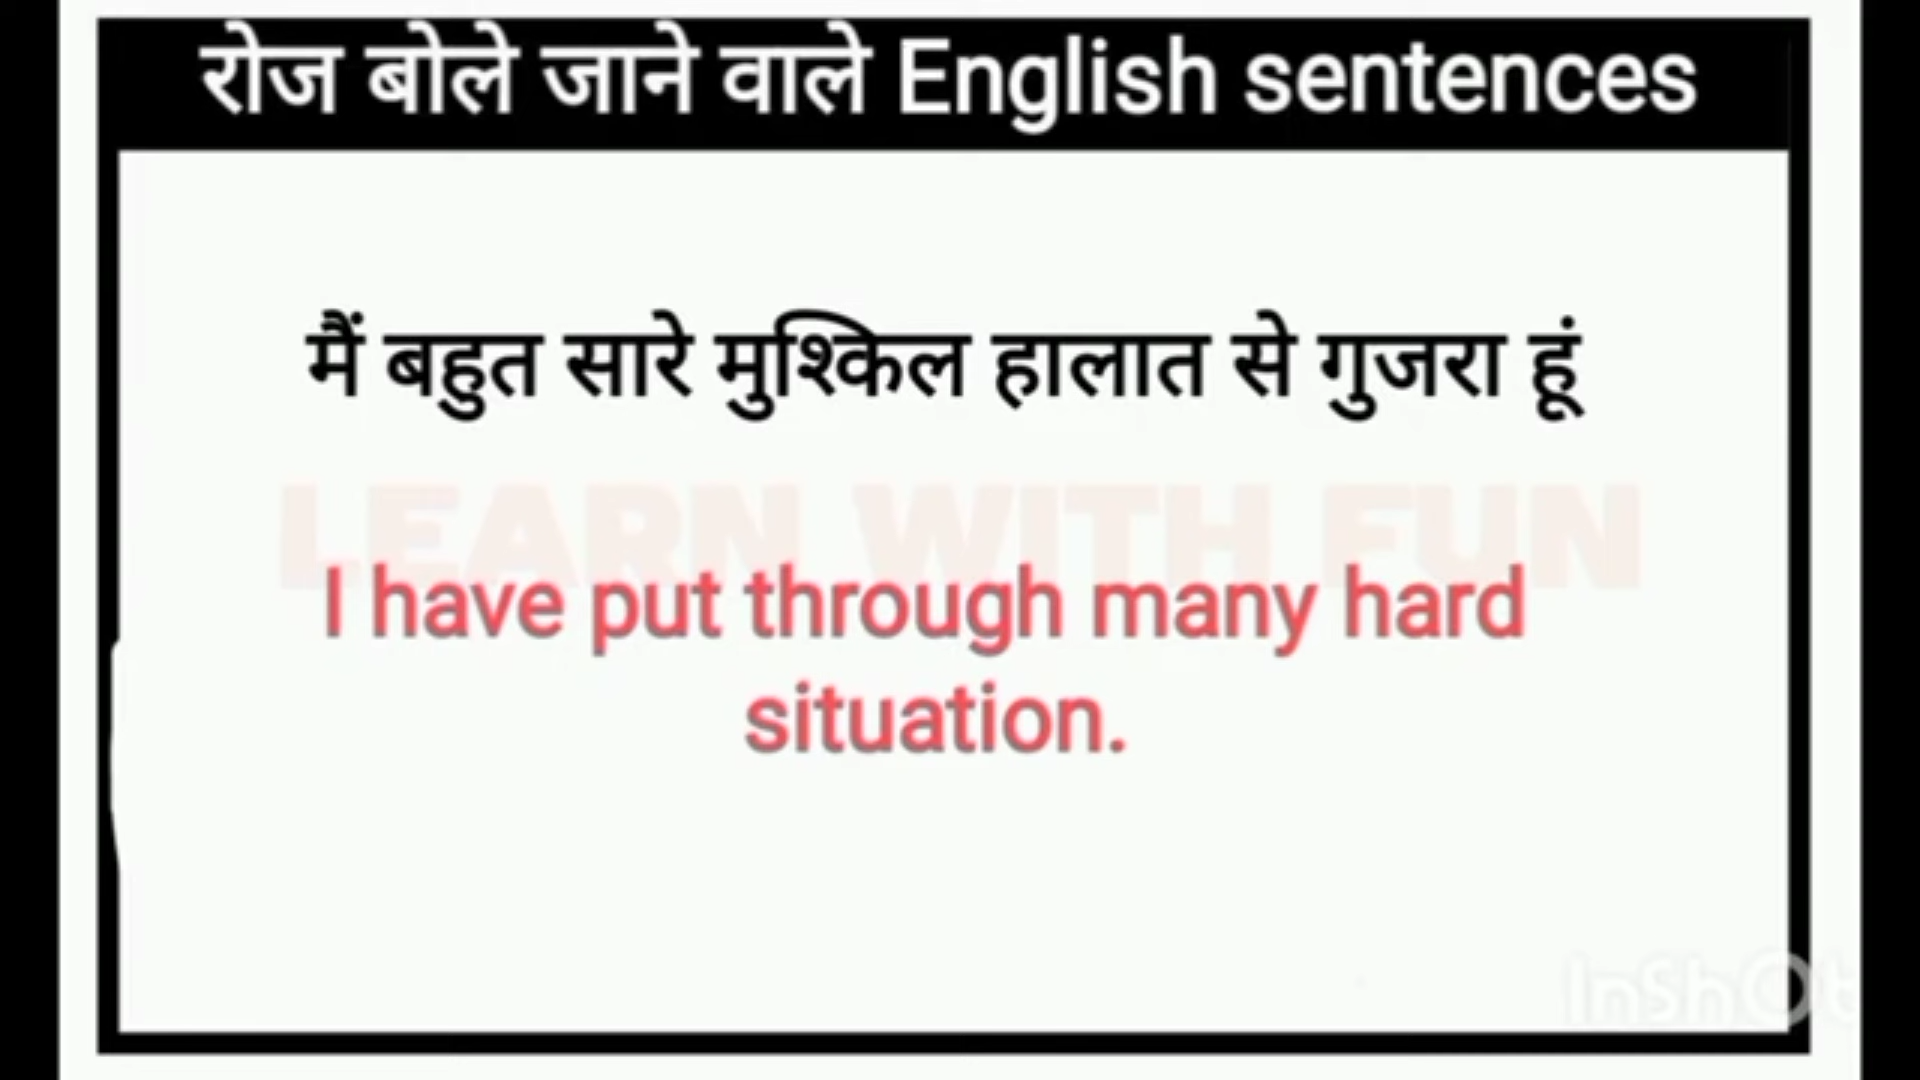 रोज बोले जाने वाले English sentences
मैं बहुत सारे मुश्किल हालात से गुजरा हूं
LEARN WITH FUN
I have put through many hard
situation.
InShOt